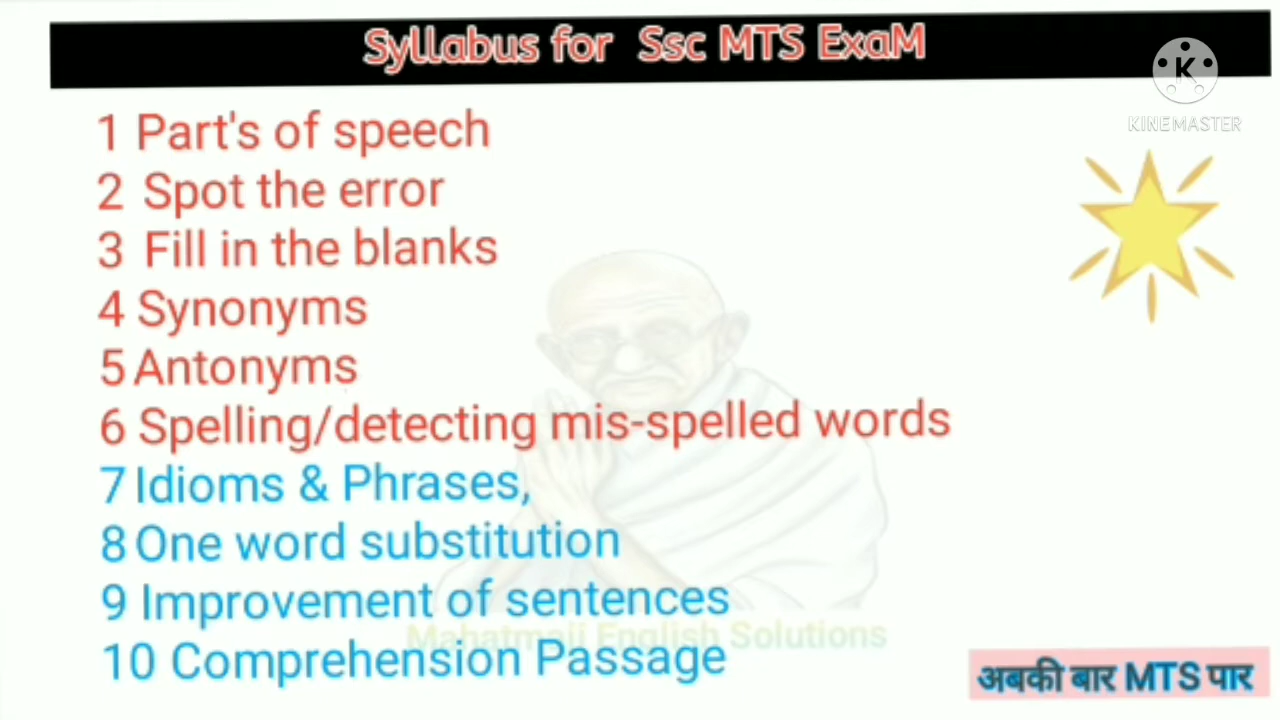 Syllabus for Ssc MTS ExaM
K
KINEMASTER
1 Part's of speech
2 Spot the error
3 Fill in the blanks
4 Synonyms
5 Antonyms
6 Spelling/detecting mis-spelled words
7 Idioms & Phrases,
8 One word substitution
9 Improvement of sentences
Mahatmaji English Solutions
10 Comprehension Passage
अबकी बार MTS पार